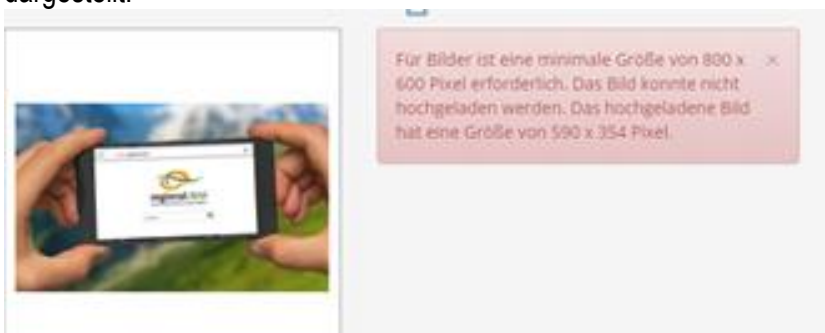 dargestellt.
Für Bilder ist eine minimale Größe von 800 x
600 Pixel erforderlich. Das Bild konnte nicht
hochgeladen werden. Das hochgeladene Bild
hat eine Größe von 590 x 354 Pixel.